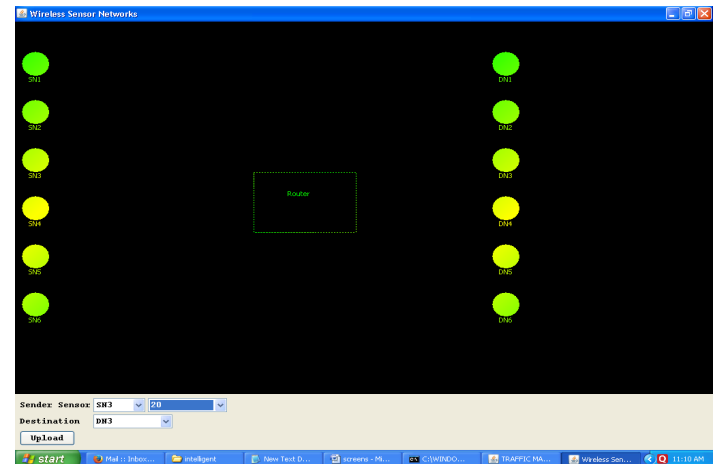 Wireless Sensor Networks
SN1
DN1
SN2
DN2
SN3
DN3
Router
SN4
DN4
SN5
DN5
SN6
DN6
Sender Sensor SN3 20
Destination DN3
Upload
start Mail :: Inbox... intelligent New Text D... screens - Mi... C:\WINDO... TRAFFIC MA... Wireless Sen... 11:10 AM